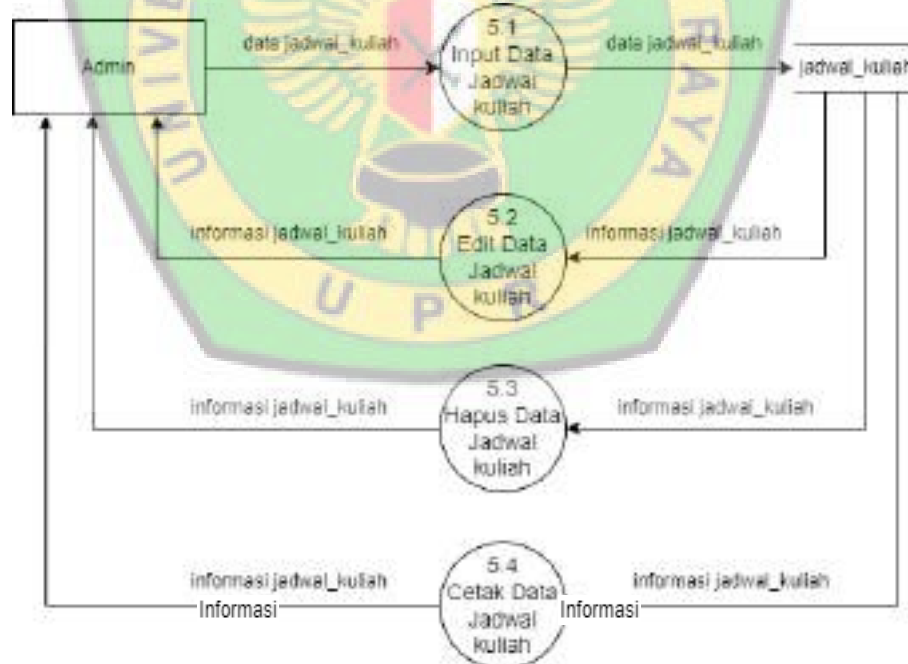 data jadwal_kuliah
Admin
5.1
Input Data
Jadwal
kuliah
data jadwal_kuliah
jadwal_kuliah
informasi jadwal_kuliah
5.2
Edit Data
Jadwal
kuliah
informasi jadwal_kuliah
UNIVE
RAYA
U P R
informasi jadwal_kuliah
5.3
Hapus Data
Jadwal
kuliah
informasi jadwal_kuliah
informasi jadwal_kuliah
Informasi
5.4
Cetak Data
Jadwal
kuliah
informasi jadwal_kuliah
Informasi